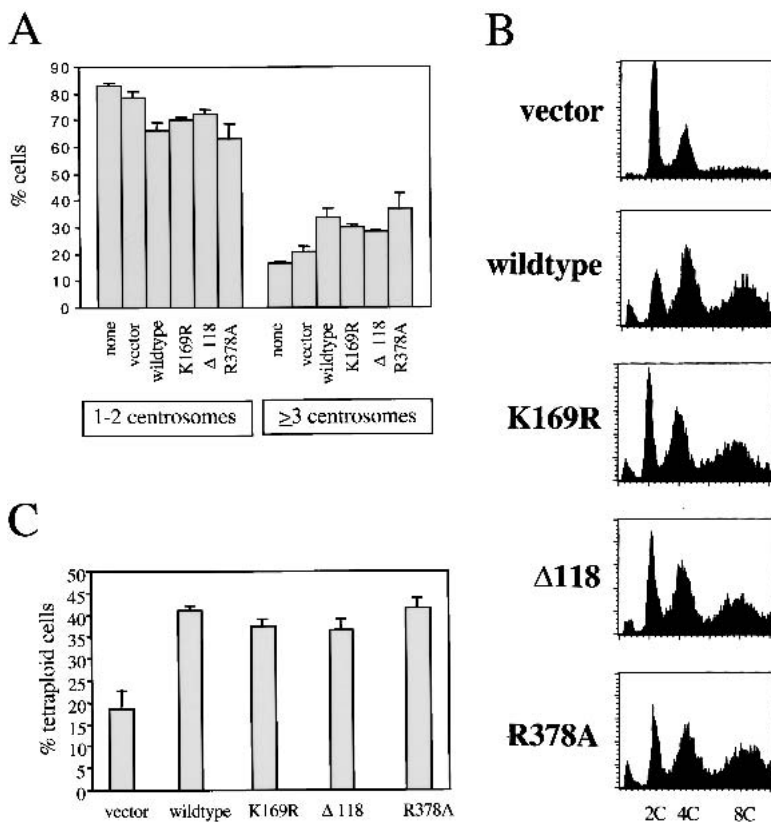 A
90
80
70
60
50
40
30
20
10
0
% cells
none
vector
wildtype
K169R
Δ 118
R378A
none
vector
wildtype
K169R
Δ 118
R378A
1-2 centrosomes
≥3 centrosomes
B
vector
wildtype
K169R
Δ118
R378A
2C 4C 8C
C
50
45
40
35
30
25
20
15
10
5
0
% tetraploid cells
vector wildtype K169R Δ 118 R378A